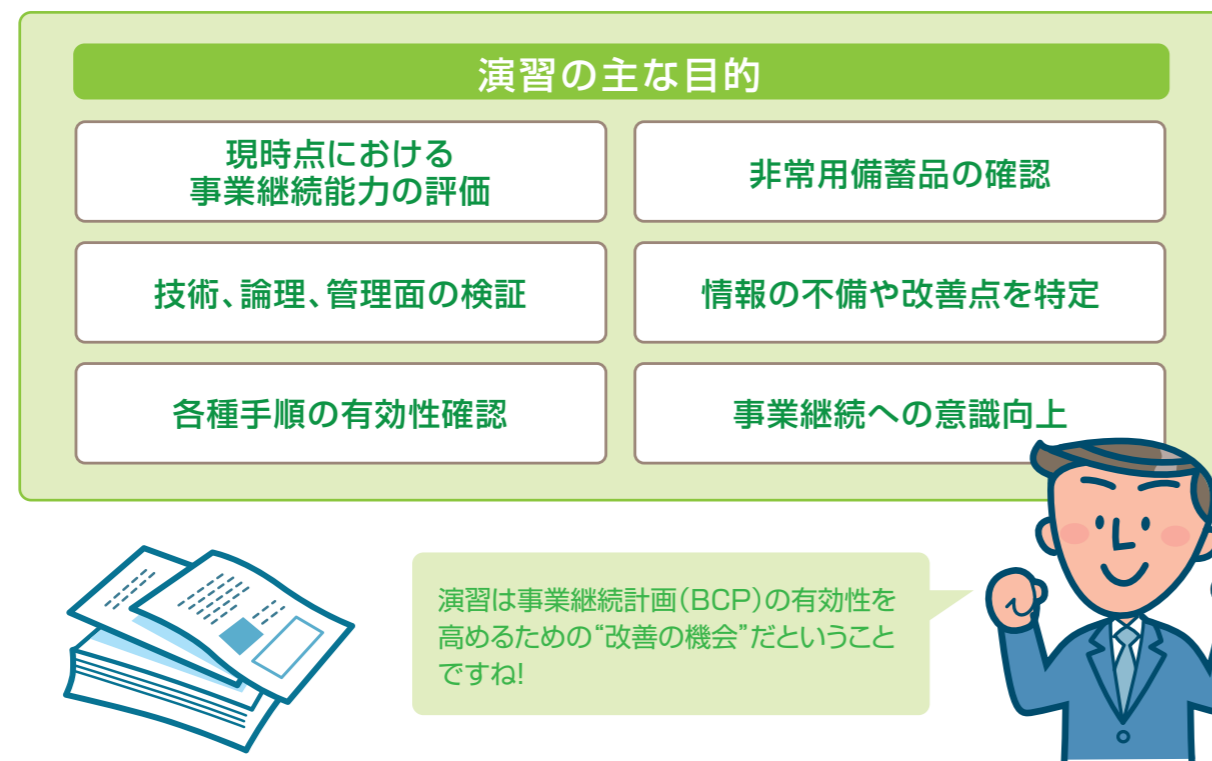 演習の主な目的
現時点における
事業継続能力の評価
非常用備蓄品の確認
技術、論理、管理面の検証
情報の不備や改善点を特定
各種手順の有効性確認
事業継続への意識向上
演習は事業継続計画(BCP)の有効性を
高めるための“改善の機会”だということ
ですね!